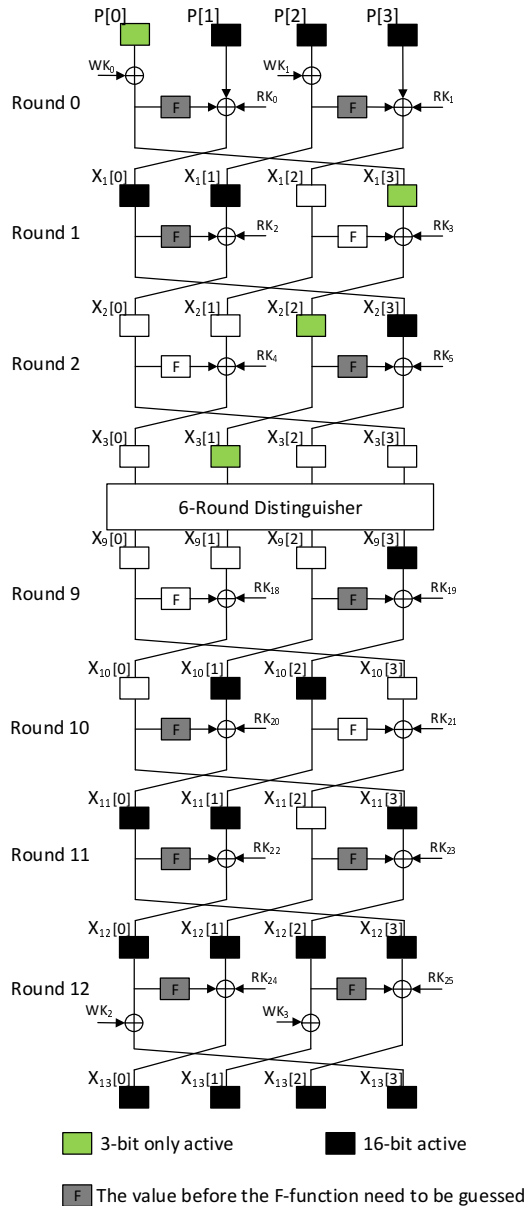 P[0] P[1] P[2] P[3]
WK0 WK1
Round 0 F RK0 F RK1
X1[0] X1[1] X1[2] X1[3]
Round 1 F RK2 F RK3
X2[0] X2[1] X2[2] X2[3]
Round 2 F RK4 F RK5
X3[0] X3[1] X3[2] X3[3]
6-Round Distinguisher
X9[0] X9[1] X9[2] X9[3]
Round 9 F RK18 F RK19
X10[0] X10[1] X10[2] X10[3]
Round 10 F RK20 F RK21
X11[0] X11[1] X11[2] X11[3]
Round 11 F RK22 F RK23
X12[0] X12[1] X12[2] X12[3]
Round 12 F RK24 F RK25
WK2 WK3
X13[0] X13[1] X13[2] X13[3]
3-bit only active 16-bit active
F The value before the F-function need to be guessed